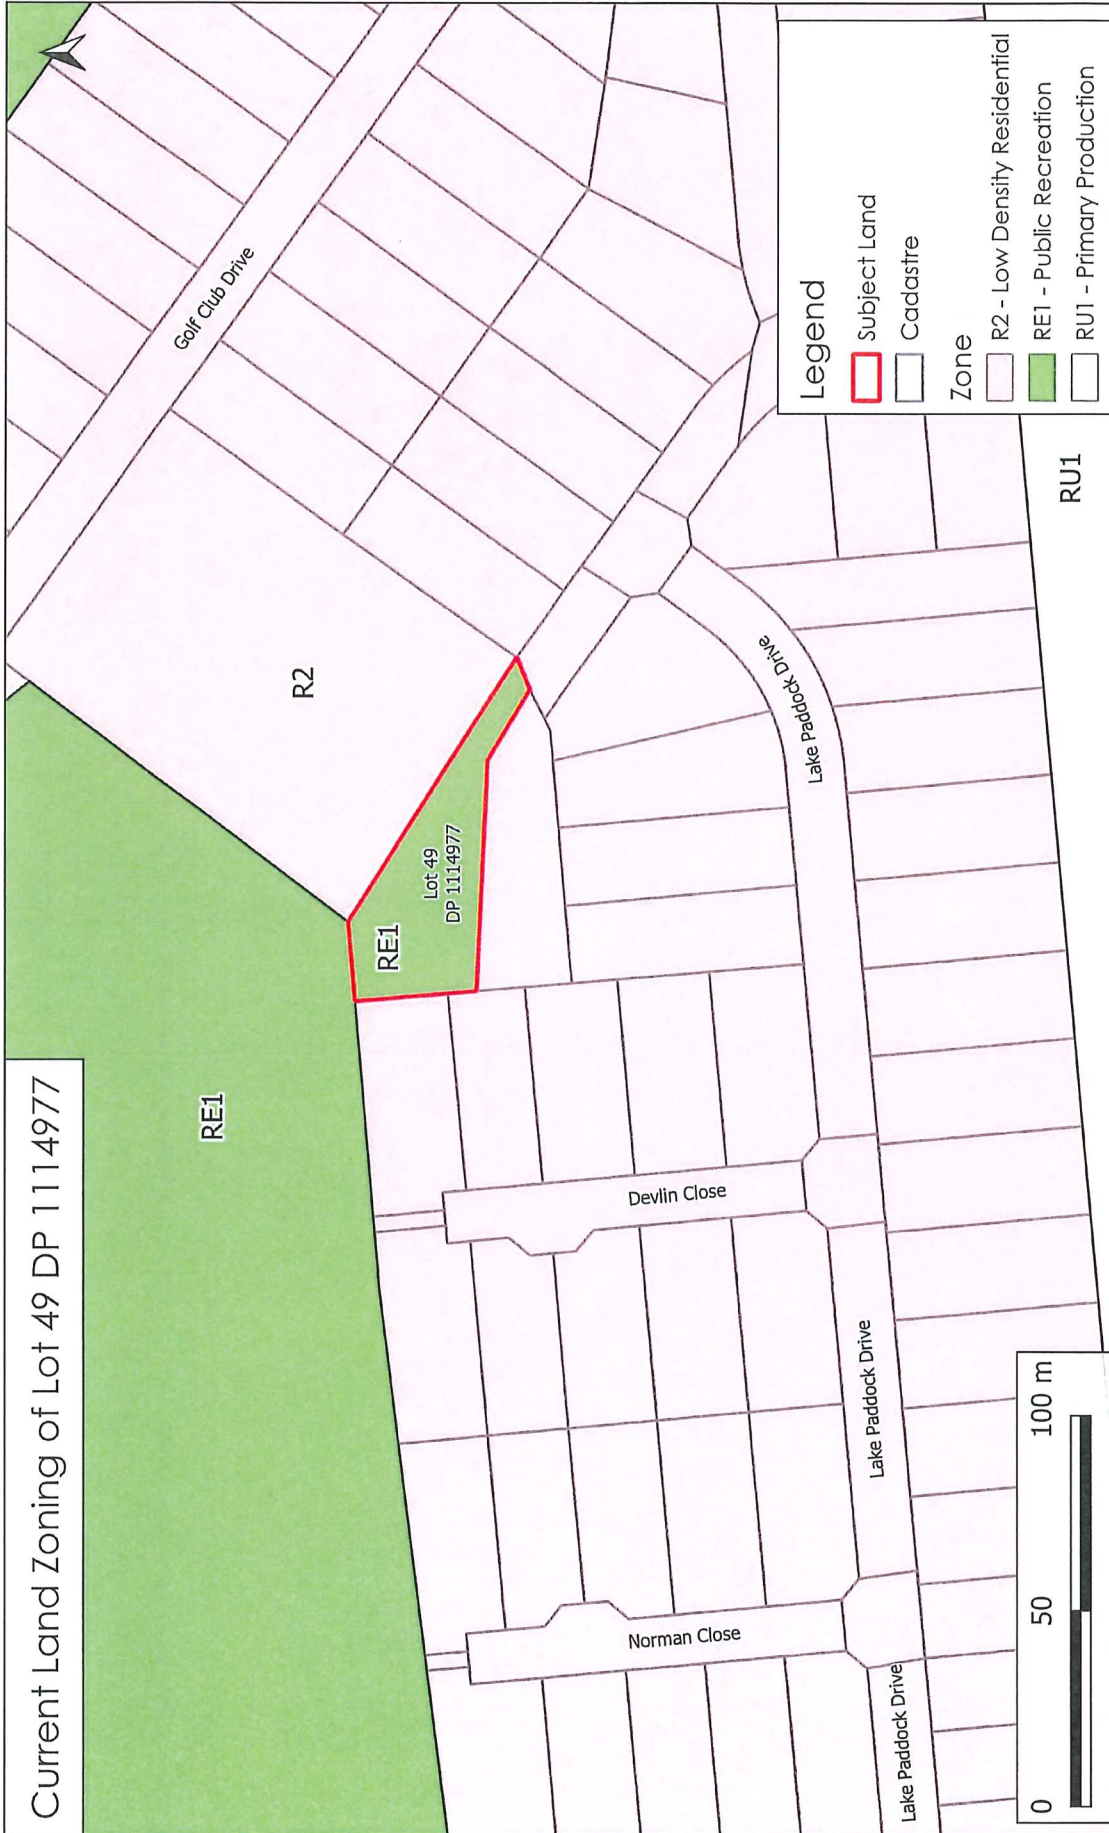 Current Land Zoning of Lot 49 DP 1114977
Golf Club Drive
R2
RE1
RE1
Lot 49
DP 1114977
Lake Paddock Drive
Devlin Close
Lake Paddock Drive
Norman Close
Lake Paddock Drive
RU1
Legend
Subject Land
Cadastre
Zone
R2 - Low Density Residential
RE1 - Public Recreation
RU1 - Primary Production
0 50 100 m